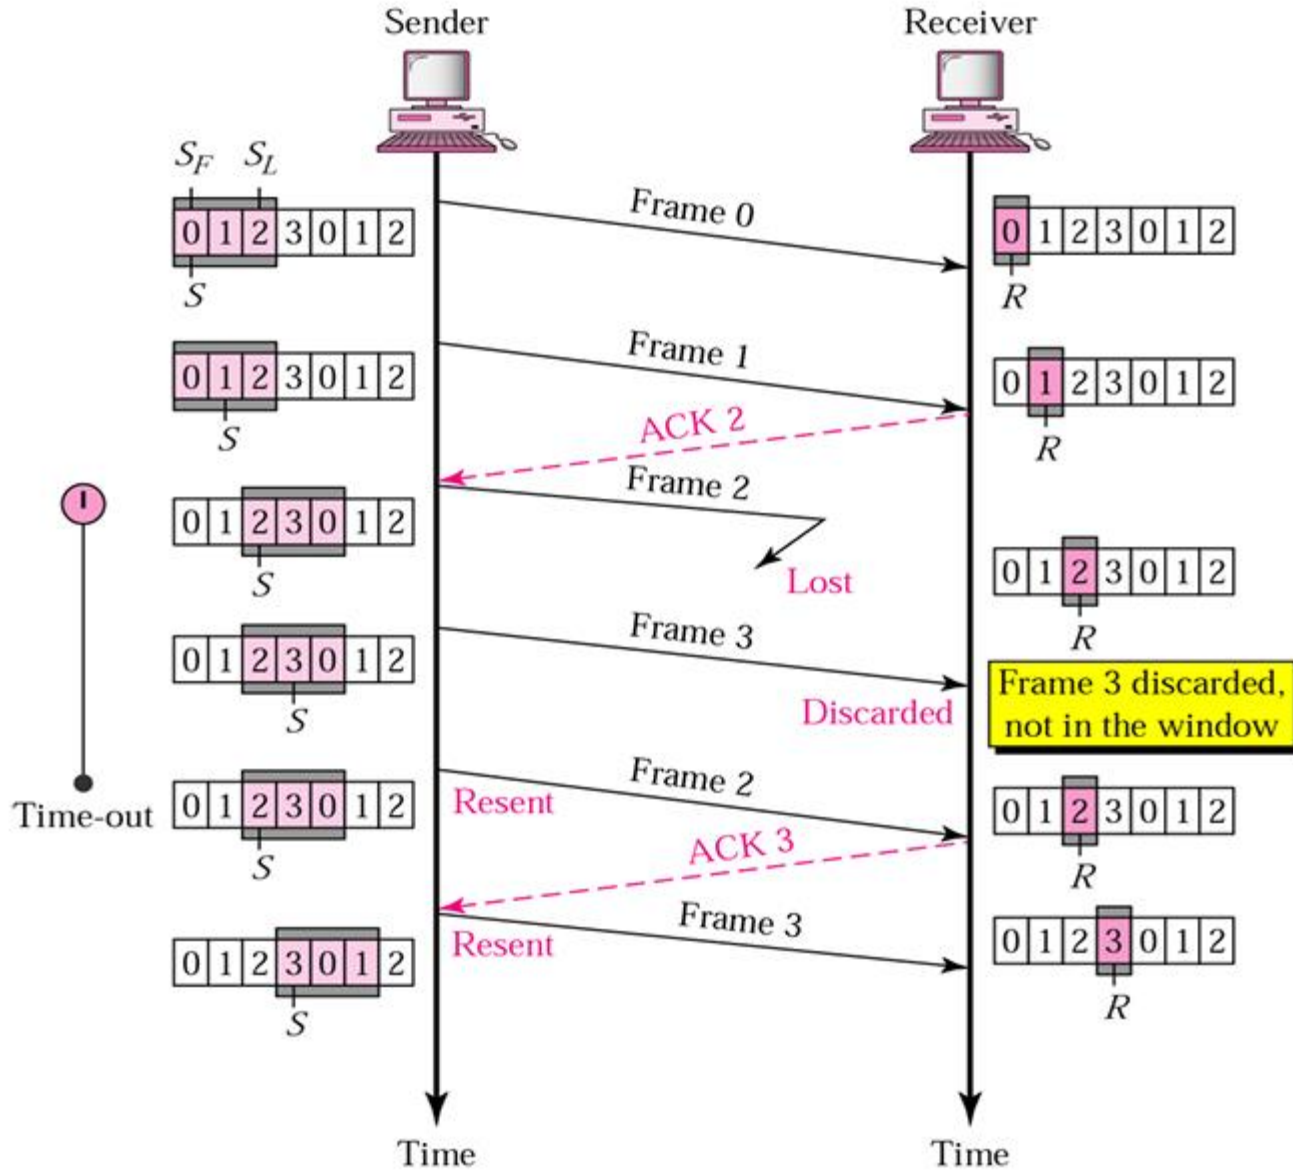 Sender Receiver
S_F S_L
Frame 0
0 1 2 3 0 1 2
0 1 2 3 0 1 2
S
R
Frame 1
0 1 2 3 0 1 2
0 1 2 3 0 1 2
ACK 2
S
R
Frame 2
0 1 2 3 0 1 2
0 1 2 3 0 1 2
Lost
S
R
Frame 3
0 1 2 3 0 1 2
Frame 3 discarded,
not in the window
Discarded
S
Frame 2
Resent
0 1 2 3 0 1 2
0 1 2 3 0 1 2
Time-out
ACK 3
S
R
Frame 3
Resent
0 1 2 3 0 1 2
0 1 2 3 0 1 2
S
R
Time Time